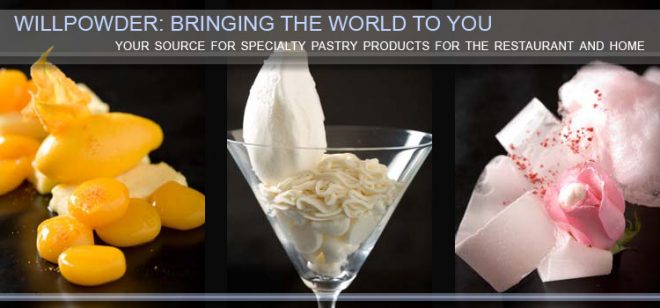 WILLPOWDER: BRINGING THE WORLD TO YOU
YOUR SOURCE FOR SPECIALTY PASTRY PRODUCTS FOR THE RESTAURANT AND HOME